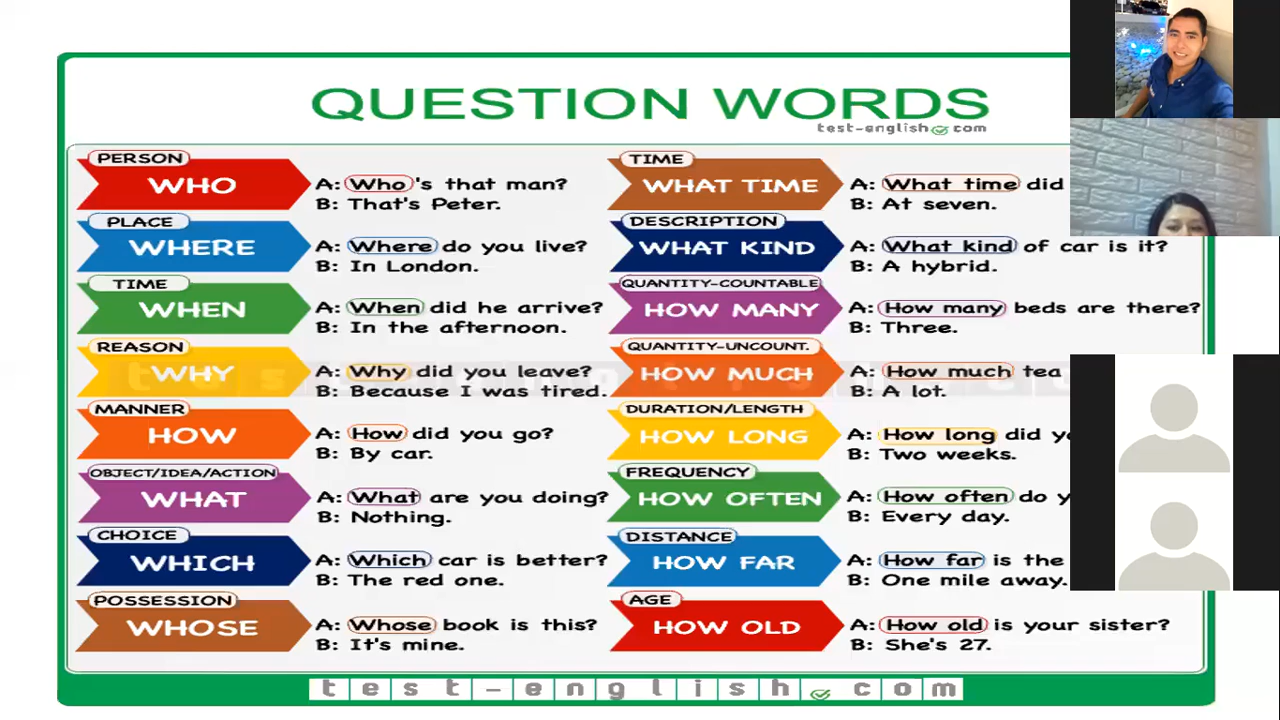 QUESTION WORDS
test-english.com
PERSON
WHO
A: Who's that man?
B: That's Peter.
PLACE
WHERE
A: Where do you live?
B: In London.
TIME
WHEN
A: When did he arrive?
B: In the afternoon.
REASON
WHY
A: Why did you leave?
B: Because I was tired.
MANNER
HOW
A: How did you go?
B: By car.
OBJECT/IDEA/ACTION
WHAT
A: What are you doing?
B: Nothing.
CHOICE
WHICH
A: Which car is better?
B: The red one.
POSSESSION
WHOSE
A: Whose book is this?
B: It's mine.
TIME
WHAT TIME
A: What time did
B: At seven.
DESCRIPTION
WHAT KIND
A: What kind of car is it?
B: A hybrid.
QUANTITY-COUNTABLE
HOW MANY
A: How many beds are there?
B: Three.
QUANTITY-UNCOUNT.
HOW MUCH
A: How much tea
B: A lot.
DURATION/LENGTH
HOW LONG
A: How long did
B: Two weeks.
FREQUENCY
HOW OFTEN
A: How often do
B: Every day.
DISTANCE
HOW FAR
A: How far is the
B: One mile away.
AGE
HOW OLD
A: How old is your sister?
B: She's 27.
test-english.com